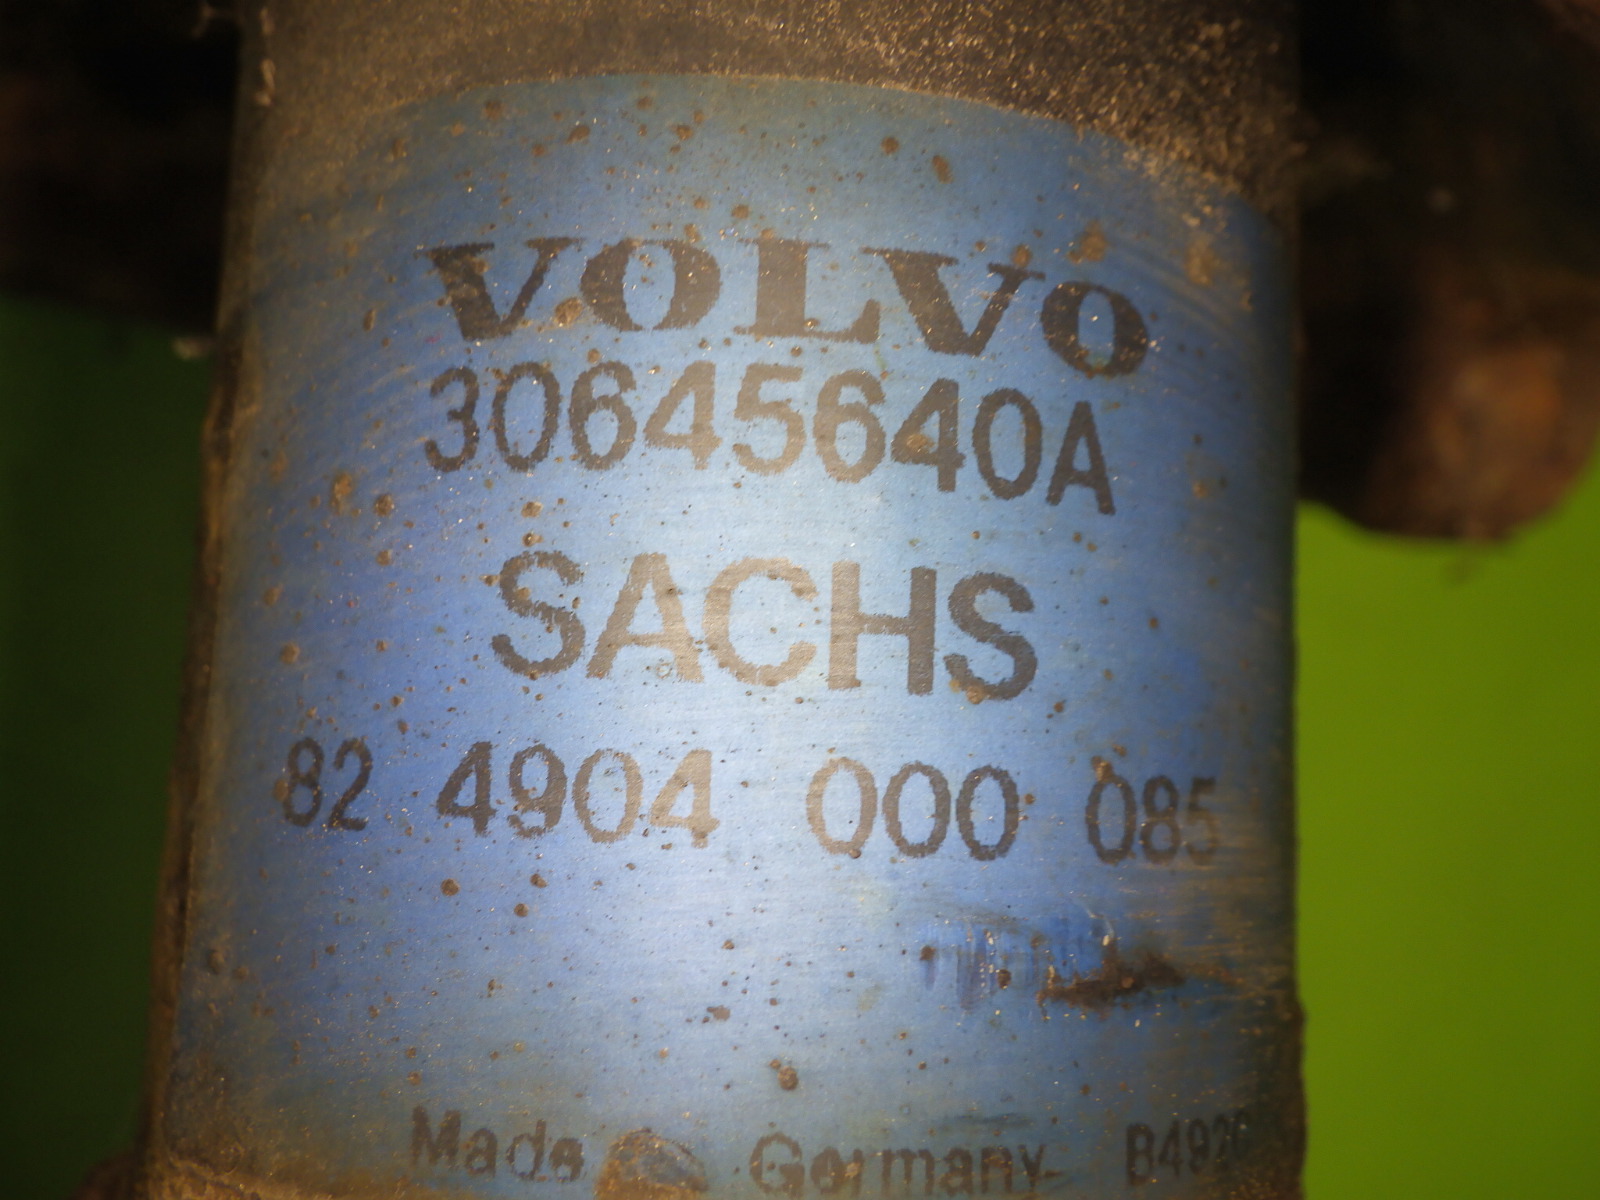 VOLVO
30645640A
SACHS
82 4904 000 085
Made Germany